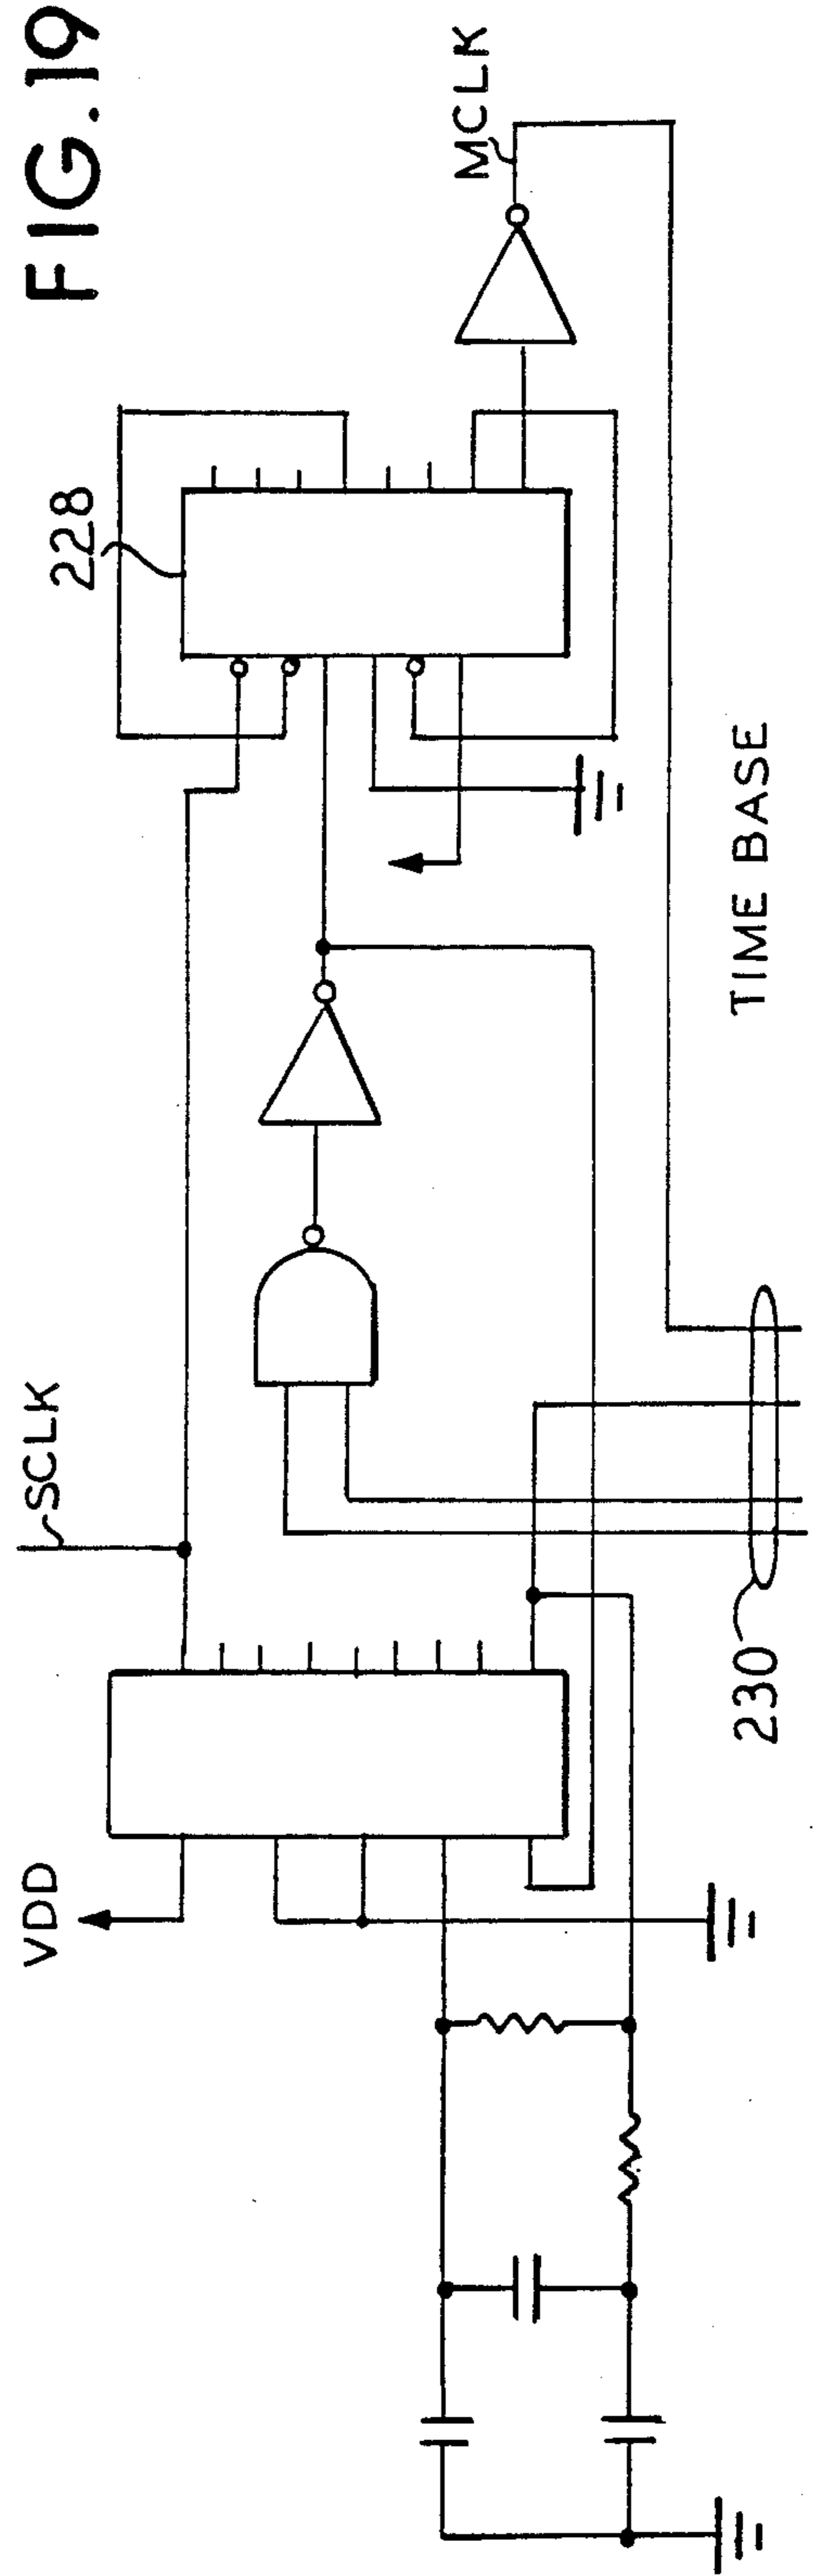 FIG.19
VDD
SCLK
228
MCLK
230
TIME BASE